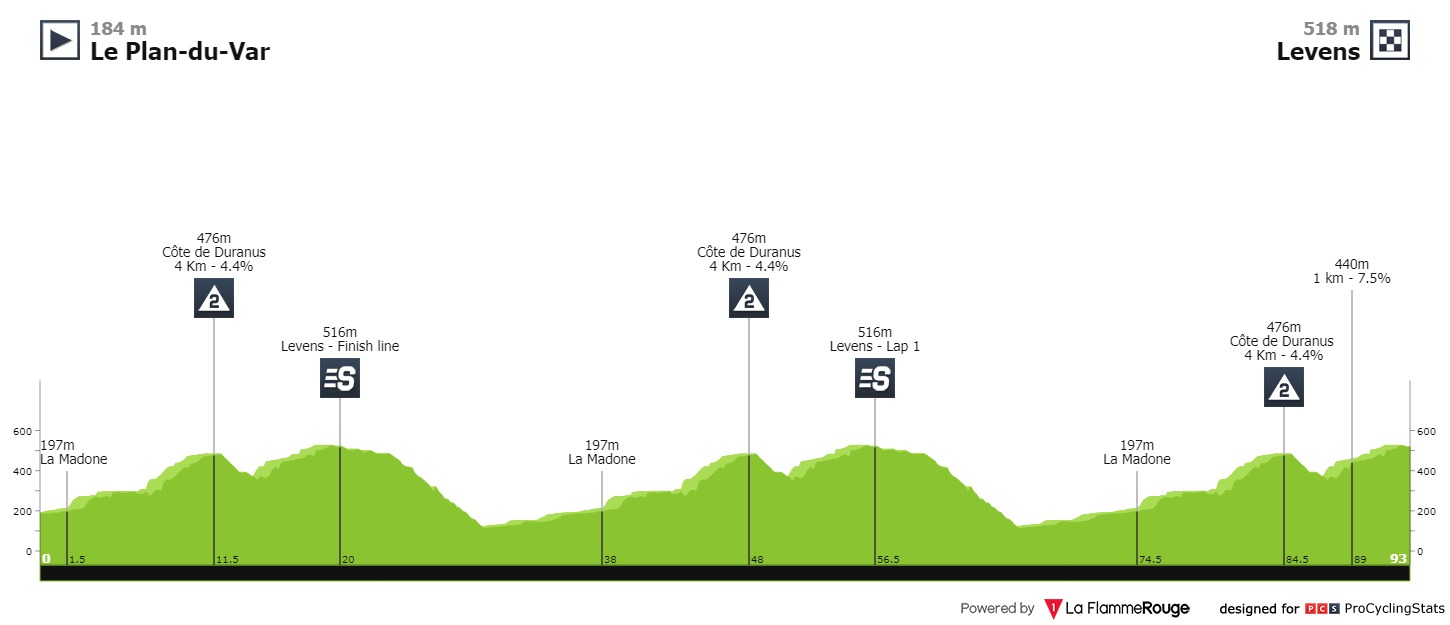 184 m
Le Plan-du-Var
518 m
Levens
476m
Côte de Duranus
4 Km - 4.4%
2
476m
Côte de Duranus
4 Km - 4.4%
2
440m
1 km - 7.5%
516m
Levens - Finish line
S
516m
Levens - Lap 1
S
476m
Côte de Duranus
4 Km - 4.4%
2
600
400
200
0
197m
La Madone
197m
La Madone
197m
La Madone
600
400
200
0
0
1.5
11.5
20
38
48
56.5
74.5
84.5
89
93
Powered by 1 La FlammeRouge designed for PCS ProCyclingStats